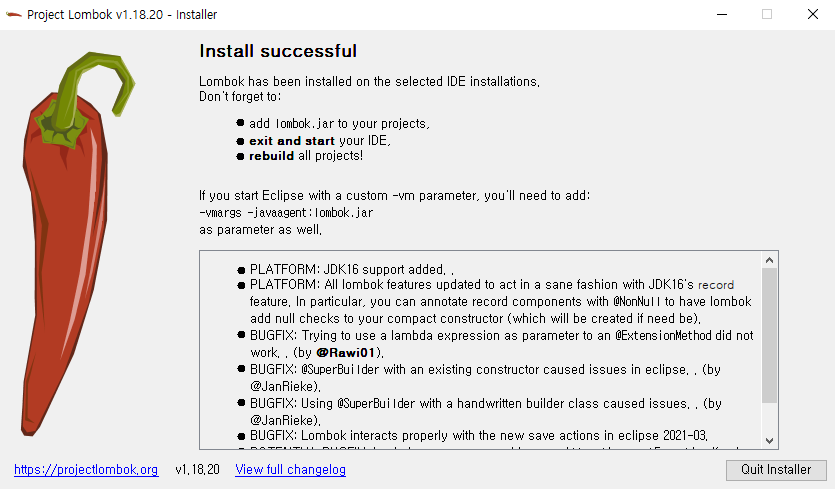 Project Lombok v1.18.20 - Installer
Install successful
Lombok has been installed on the selected IDE installations.
Don't forget to:
add lombok.jar to your projects,
exit and start your IDE,
rebuild all projects!
If you start Eclipse with a custom -vm parameter, you'll need to add:
-vmargs -javaagent:lombok.jar
as parameter as well.
PLATFORM: JDK16 support added. .
PLATFORM: All lombok features updated to act in a sane fashion with JDK16's record
feature. In particular, you can annotate record components with @NonNull to have lombok
add null checks to your compact constructor (which will be created if need be).
BUGFIX: Trying to use a lambda expression as parameter to an @ExtensionMethod did not
work. . (by @Rawi01).
BUGFIX: @SuperBuilder with an existing constructor caused issues in eclipse. . (by
@JanRieke).
BUGFIX: Using @SuperBuilder with a handwritten builder class caused issues. . (by
@JanRieke).
BUGFIX: Lombok interacts properly with the new save actions in eclipse 2021-03.
https://projectlombok.org v1.18.20 View full changelog Quit Installer